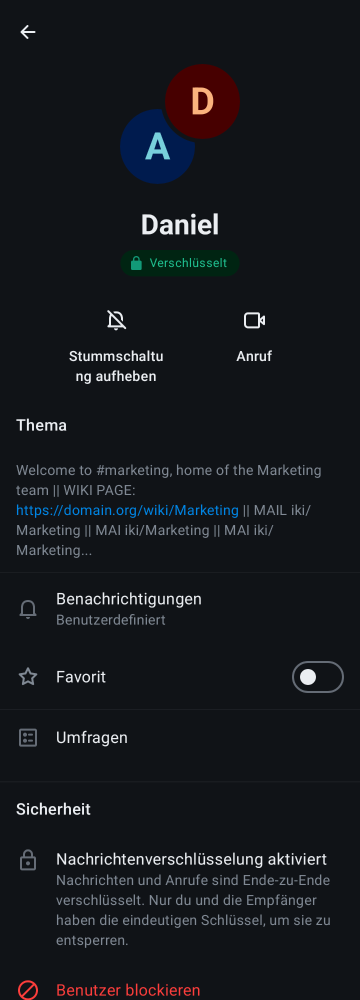 D
A
Daniel
Verschlüsselt
Stummschaltu
ng aufheben
Anruf
Thema
Welcome to #marketing, home of the Marketing
team || WIKI PAGE:
https://domain.org/wiki/Marketing || MAIL iki/
Marketing || MAI iki/Marketing || MAI iki/
Marketing...
Benachrichtigungen
Benutzerdefiniert
Favorit
Umfragen
Sicherheit
Nachrichtenverschlüsselung aktiviert
Nachrichten und Anrufe sind Ende-zu-Ende
verschlüsselt. Nur du und die Empfänger
haben die eindeutigen Schlüssel, um sie zu
entsperren.
Benutzer blockieren